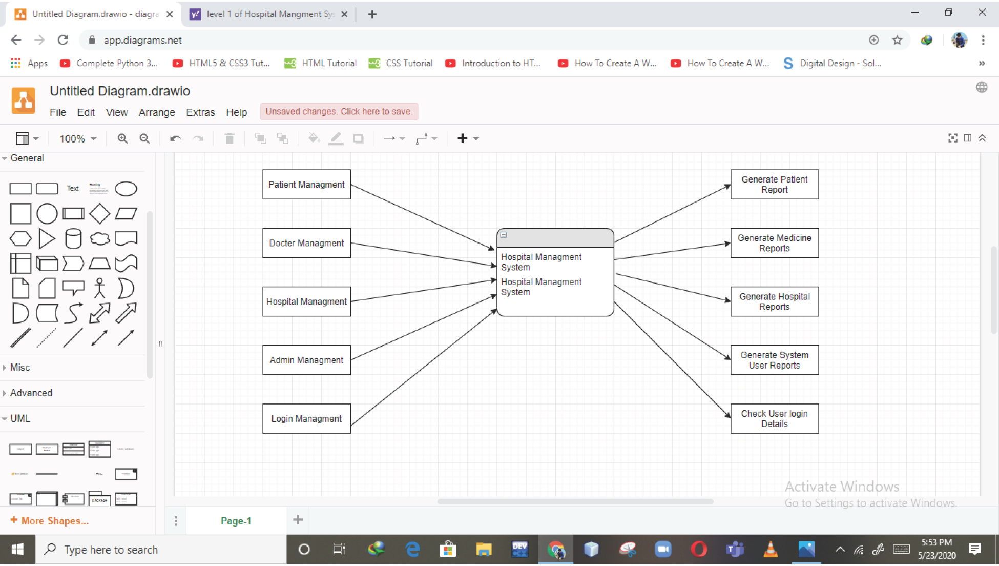 Untitled Diagram.drawio - diagra
level 1 of Hospital Mangment Sys
app.diagrams.net
Apps
Complete Python 3...
HTML5 & CSS3 Tut...
HTML Tutorial
CSS Tutorial
Introduction to HT...
How To Create A W...
How To Create A W...
Digital Design - Sol...
Untitled Diagram.drawio
File Edit View Arrange Extras Help
Unsaved changes. Click here to save.
100%
General
Text
Heading
Misc
Advanced
UML
Title
package
+ More Shapes...
Patient Managment
Docter Managment
Hospital Managment
Admin Managment
Login Managment
Hospital Managment
System
Hospital Managment
System
Generate Patient
Report
Generate Medicine
Reports
Generate Hospital
Reports
Generate System
User Reports
Check User login
Details
Activate Windows
Go to Settings to activate Windows.
Page-1
Type here to search
DEV
5:53 PM
5/23/2020